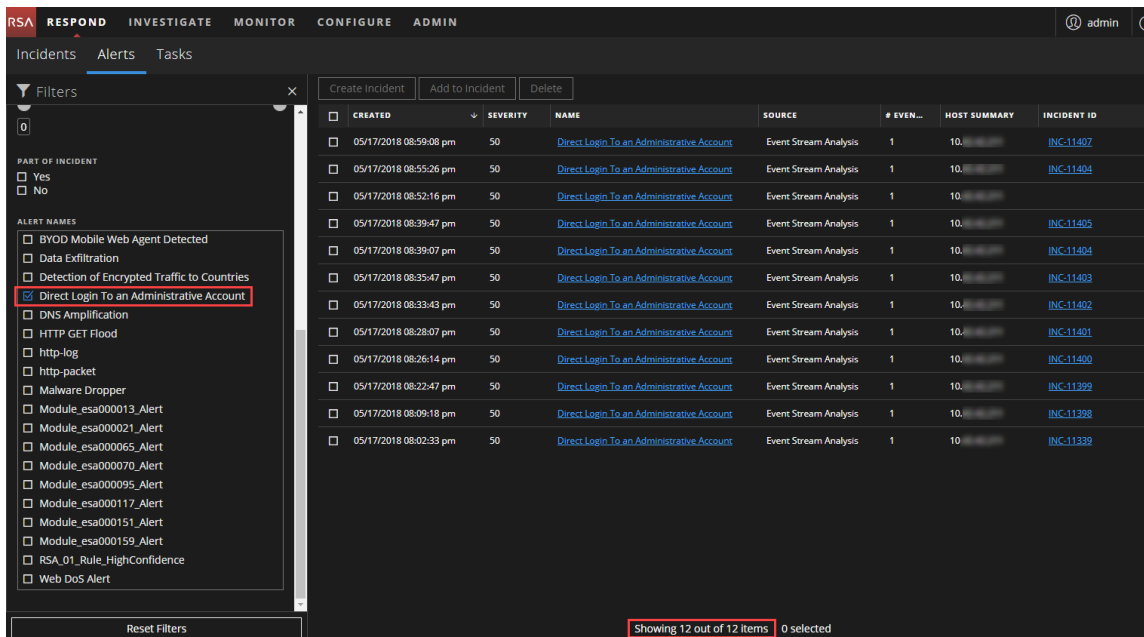 RSA RESPOND INVESTIGATE MONITOR CONFIGURE ADMIN admin
Incidents Alerts Tasks
Filters
0
PART OF INCIDENT
Yes
No
ALERT NAMES
BYOD Mobile Web Agent Detected
Data Exfiltration
Detection of Encrypted Traffic to Countries
Direct Login To an Administrative Account
DNS Amplification
HTTP GET Flood
http-log
http-packet
Malware Dropper
Module_esa000013_Alert
Module_esa000021_Alert
Module_esa000065_Alert
Module_esa000070_Alert
Module_esa000095_Alert
Module_esa000117_Alert
Module_esa000151_Alert
Module_esa000159_Alert
RSA_01_Rule_HighConfidence
Web DoS Alert
Reset Filters
Create Incident Add to Incident Delete
CREATED SEVERITY NAME SOURCE # EVEN... HOST SUMMARY INCIDENT ID
05/17/2018 08:59:08 pm 50 Direct Login To an Administrative Account Event Stream Analysis 1 10. INC-11407
05/17/2018 08:55:26 pm 50 Direct Login To an Administrative Account Event Stream Analysis 1 10. INC-11404
05/17/2018 08:52:16 pm 50 Direct Login To an Administrative Account Event Stream Analysis 1 10.
05/17/2018 08:39:47 pm 50 Direct Login To an Administrative Account Event Stream Analysis 1 10. INC-11405
05/17/2018 08:39:07 pm 50 Direct Login To an Administrative Account Event Stream Analysis 1 10. INC-11404
05/17/2018 08:35:47 pm 50 Direct Login To an Administrative Account Event Stream Analysis 1 10. INC-11403
05/17/2018 08:33:43 pm 50 Direct Login To an Administrative Account Event Stream Analysis 1 10. INC-11402
05/17/2018 08:28:07 pm 50 Direct Login To an Administrative Account Event Stream Analysis 1 10. INC-11401
05/17/2018 08:26:14 pm 50 Direct Login To an Administrative Account Event Stream Analysis 1 10. INC-11400
05/17/2018 08:22:47 pm 50 Direct Login To an Administrative Account Event Stream Analysis 1 10. INC-11399
05/17/2018 08:09:18 pm 50 Direct Login To an Administrative Account Event Stream Analysis 1 10. INC-11398
05/17/2018 08:02:33 pm 50 Direct Login To an Administrative Account Event Stream Analysis 1 10 INC-11339
Showing 12 out of 12 items 0 selected